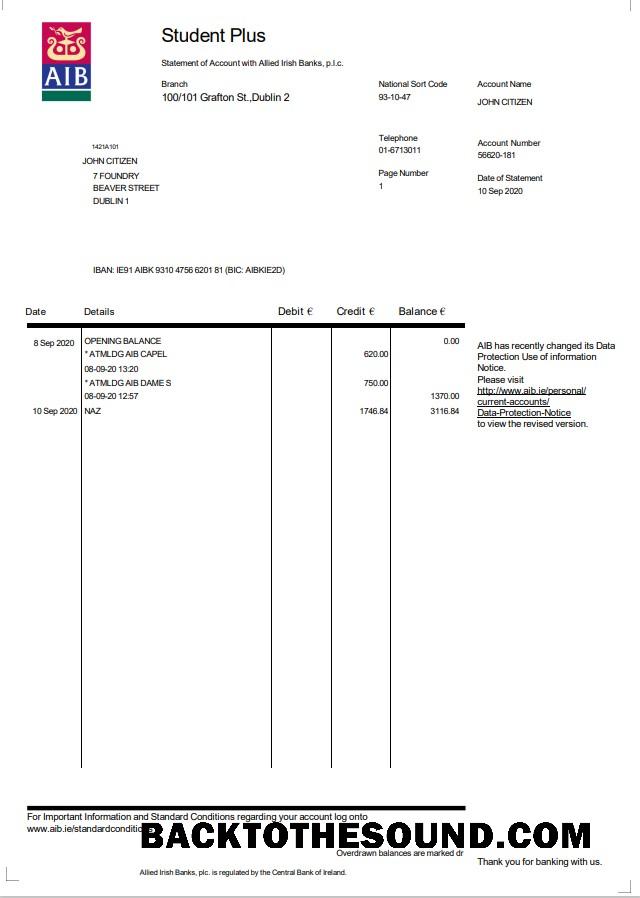 AIB
Student Plus
Statement of Account with Allied Irish Banks, p.l.c.
Branch
100/101 Grafton St.,Dublin 2
National Sort Code
93-10-47
Account Name
JOHN CITIZEN
Telephone
01-6713011
Account Number
56620-181
Page Number
1
Date of Statement
10 Sep 2020
1421A101
JOHN CITIZEN
7 FOUNDRY
BEAVER STREET
DUBLIN 1
IBAN: IE91 AIBK 9310 4756 6201 81 (BIC: AIBKIE2D)
Date Details Debit € Credit € Balance €
8 Sep 2020 OPENING BALANCE 0.00
* ATMLDG AIB CAPEL 620.00
08-09-20 13:20
* ATMLDG AIB DAME S 750.00
08-09-20 12:57 1370.00
10 Sep 2020 NAZ 1746.84 3116.84
AIB has recently changed its Data
Protection Use of information
Notice.
Please visit
http://www.aib.ie/personal/
current-accounts/
Data-Protection-Notice
to view the revised version.
For Important Information and Standard Conditions regarding your account log onto
www.aib.ie/standardconditions
BACKTOTHESOUND.COM
Overdrawn balances are marked dr
Thank you for banking with us.
Allied Irish Banks, plc. is regulated by the Central Bank of Ireland.